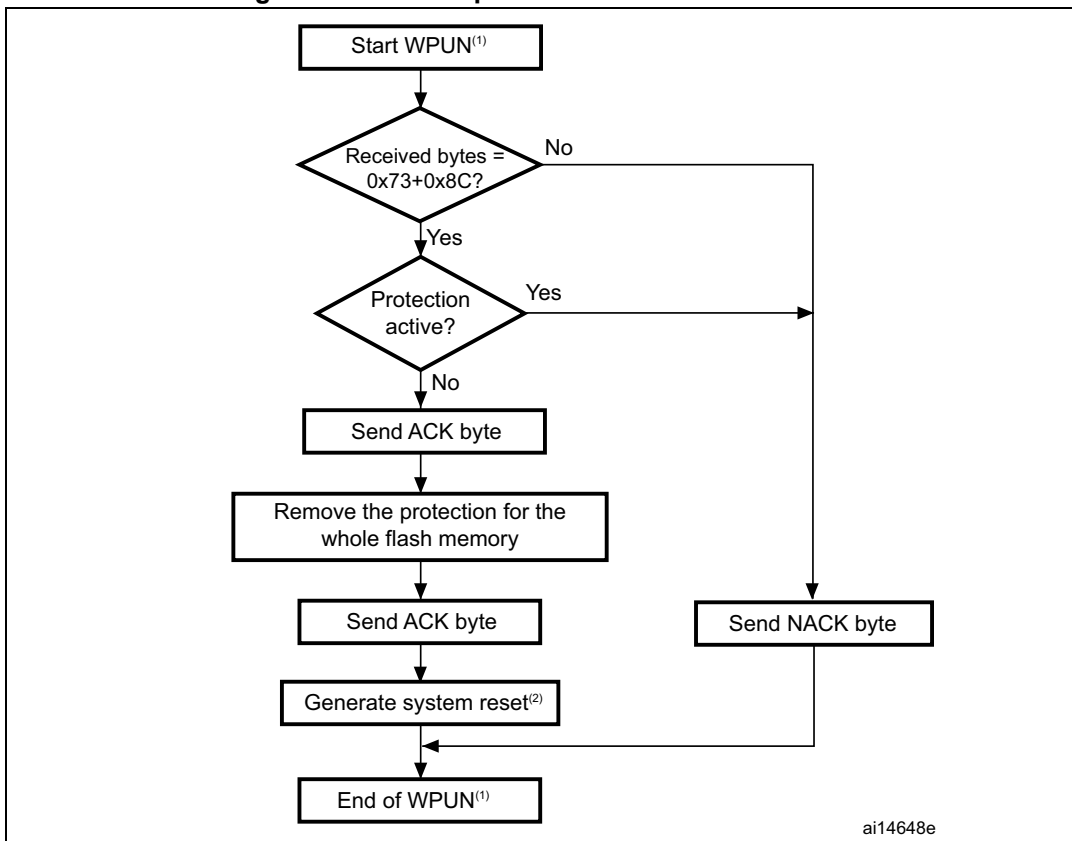 Start WPUN(1)
Received bytes =
0x73+0x8C?
No
Yes
Protection
active?
Yes
No
Send ACK byte
Remove the protection for the
whole flash memory
Send ACK byte
Send NACK byte
Generate system reset(2)
End of WPUN(1)
ai14648e